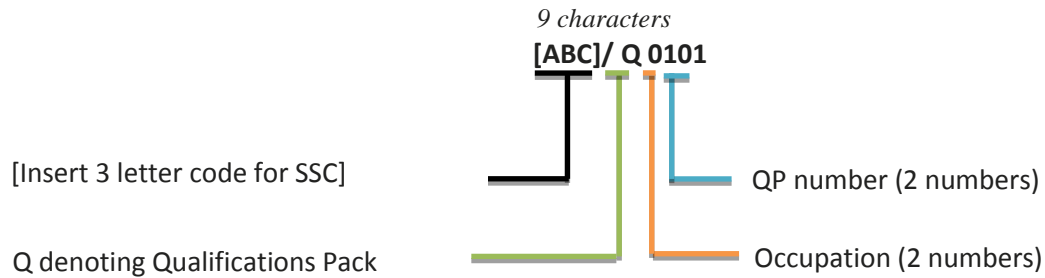 9 characters
[ABC]/ Q 0101
[Insert 3 letter code for SSC]
QP number (2 numbers)
Q denoting Qualifications Pack
Occupation (2 numbers)